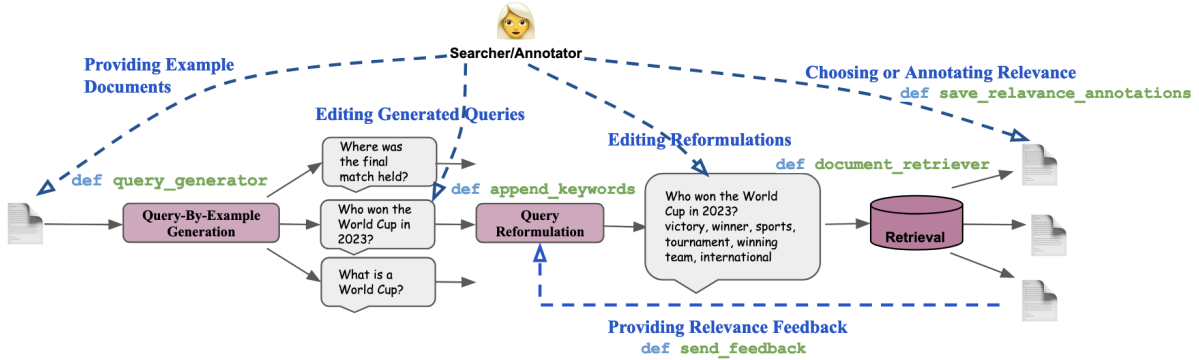 Searcher/Annotator
Providing Example
Documents
Choosing or Annotating Relevance
def save_relavance_annotations
Editing Generated Queries
Editing Reformulations
def query_generator
Where was
the final
match held?
def append_keywords
def document_retriever
Query-By-Example
Generation
Who won the
World Cup in
2023?
Query
Reformulation
Who won the World
Cup in 2023?
victory, winner, sports,
tournament, winning
team, international
Retrieval
What is a
World Cup?
Providing Relevance Feedback
def send_feedback